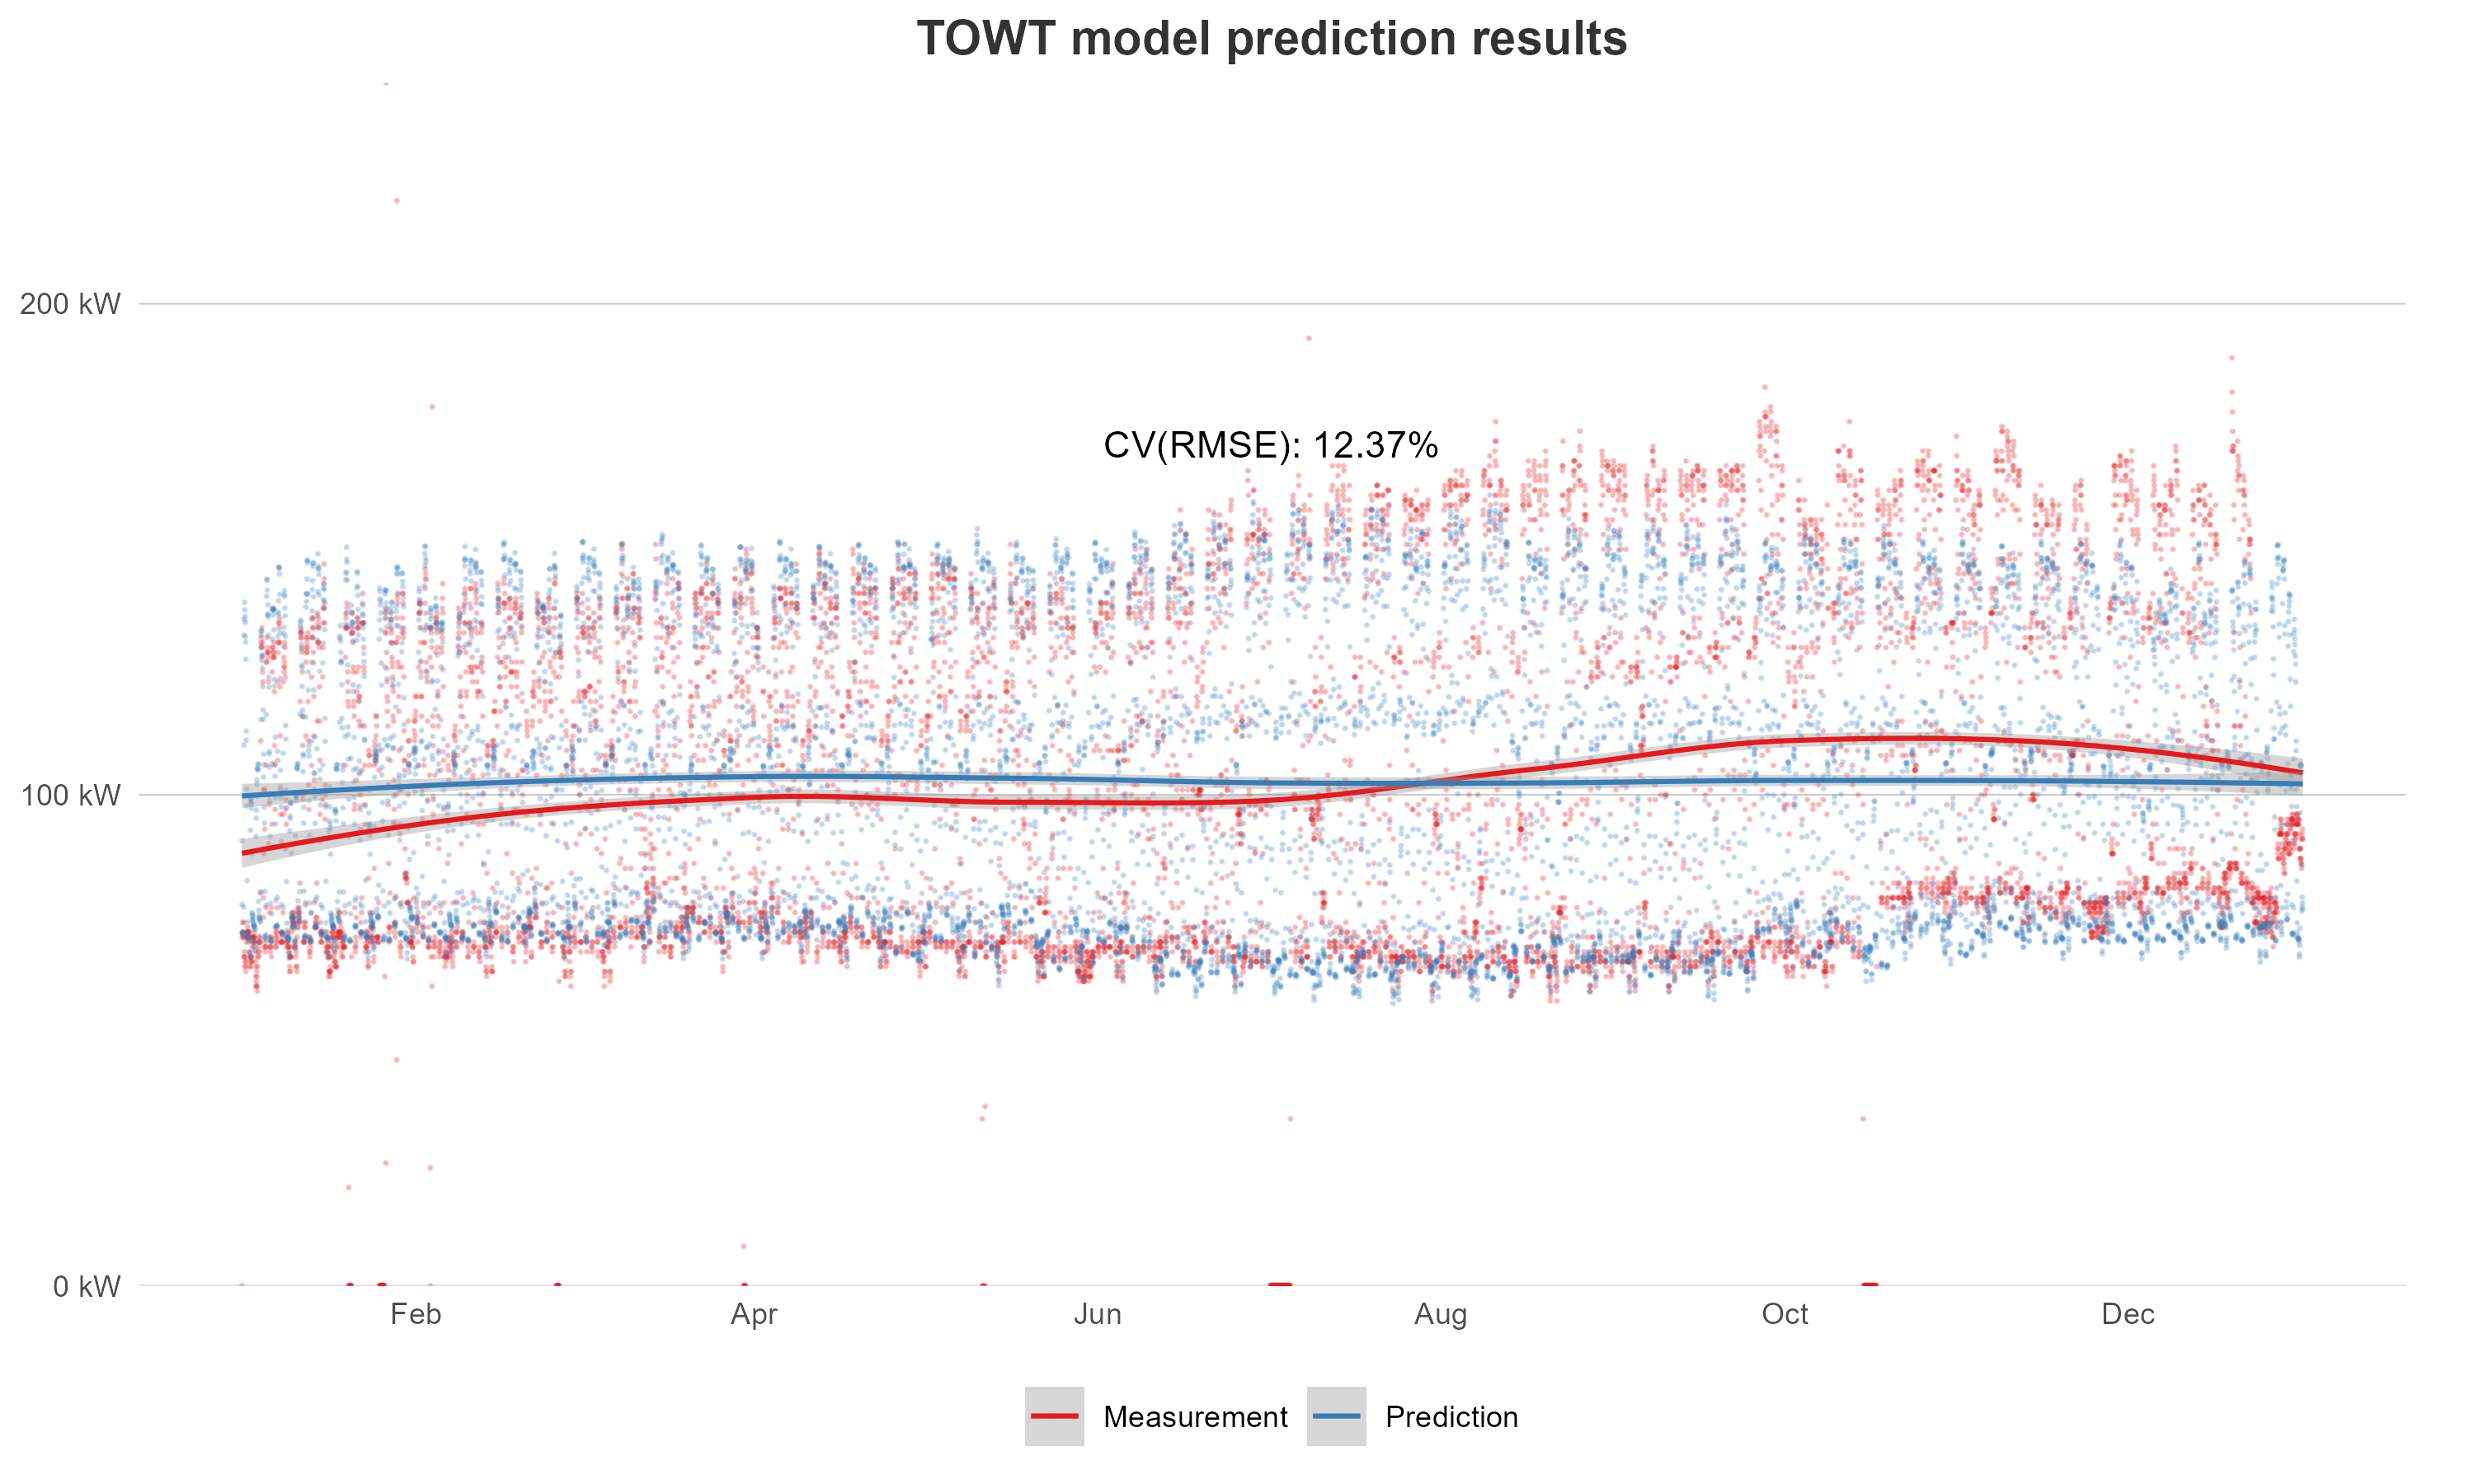 TOWT model prediction results
200 kW
CV(RMSE): 12.37%
100 kW
0 kW
Feb Apr Jun Aug Oct Dec
Measurement Prediction